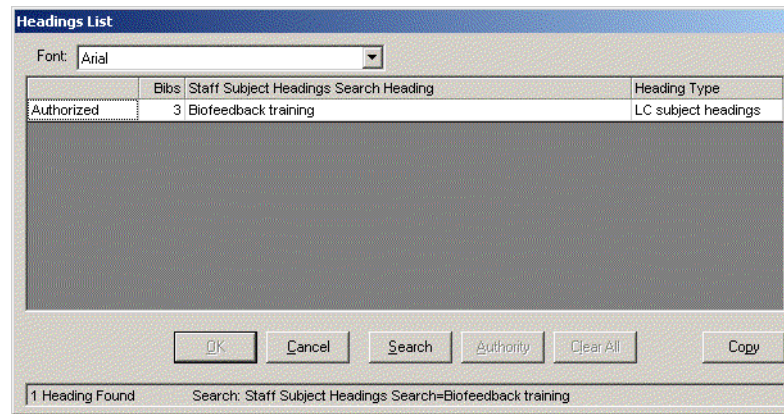 Headings List
Font: Arial
Bibs Staff Subject Headings Search Heading Heading Type
Authorized 3 Biofeedback training LC subject headings
OK Cancel Search Authority Clear All Copy
1 Heading Found Search: Staff Subject Headings Search=Biofeedback training